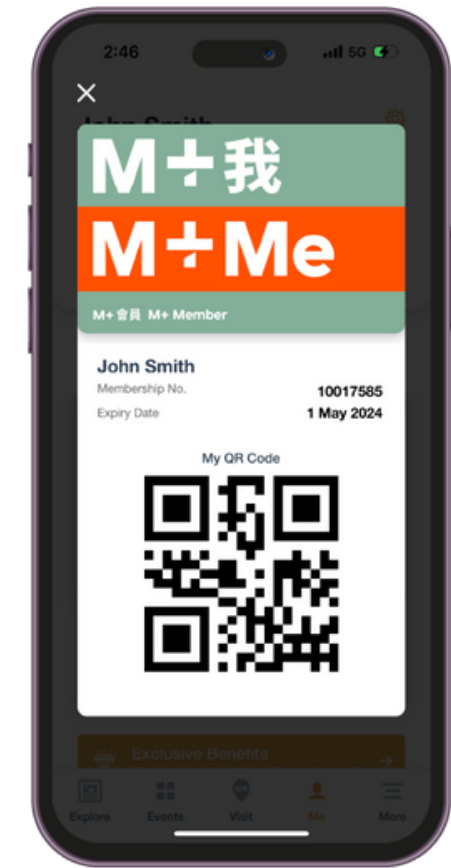 2:46
5G
John Smith
M+我
M+Me
M+會員 M+ Member
John Smith
Membership No. 10017585
Expiry Date 1 May 2024
My QR Code
Exclusive Benefits
Explore Events Visit Me More